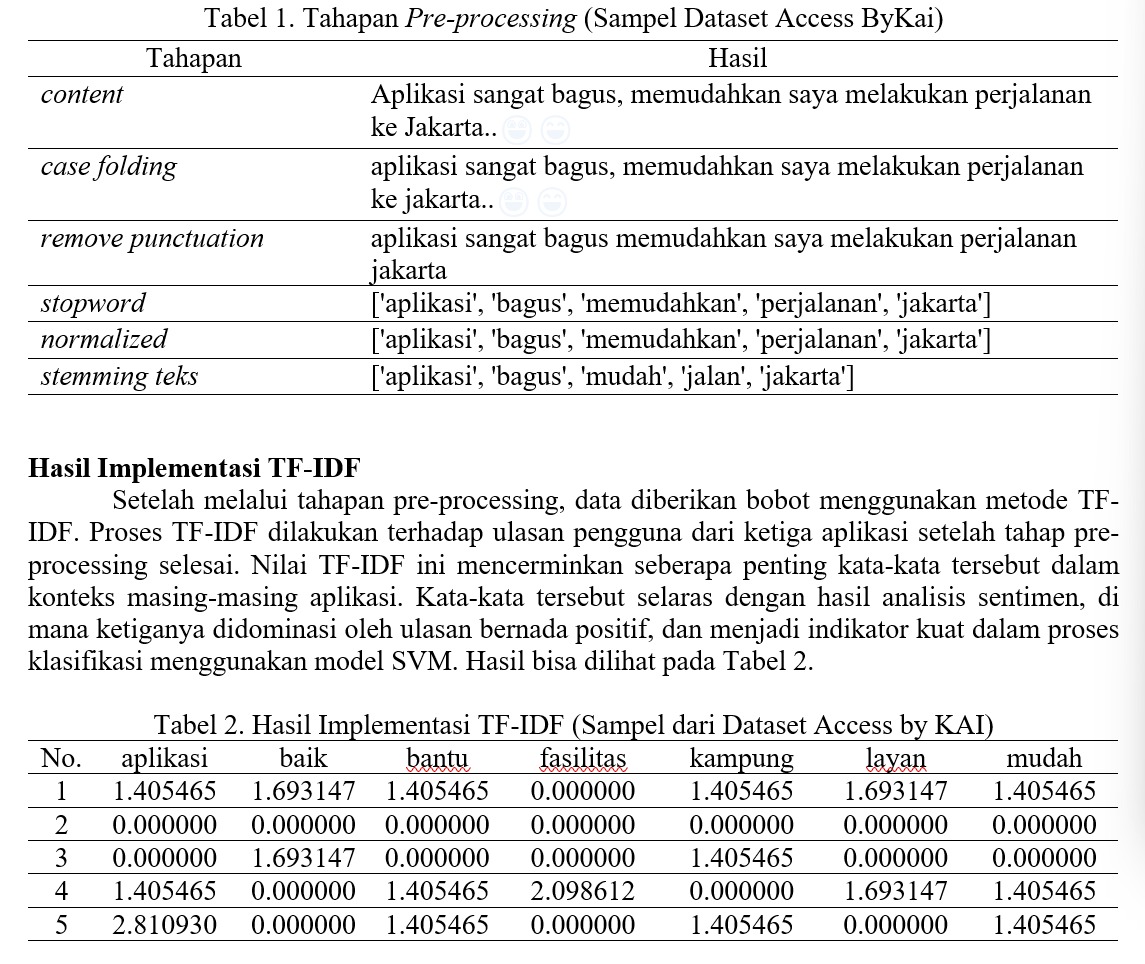 Tabel 1. Tahapan Pre-processing (Sampel Dataset Access ByKai)
Tahapan Hasil
content Aplikasi sangat bagus, memudahkan saya melakukan perjalanan
ke Jakarta..
case folding aplikasi sangat bagus, memudahkan saya melakukan perjalanan
ke jakarta..
remove punctuation aplikasi sangat bagus memudahkan saya melakukan perjalanan
jakarta
stopword ['aplikasi', 'bagus', 'memudahkan', 'perjalanan', 'jakarta']
normalized ['aplikasi', 'bagus', 'memudahkan', 'perjalanan', 'jakarta']
stemming teks ['aplikasi', 'bagus', 'mudah', 'jalan', 'jakarta']
Hasil Implementasi TF-IDF
Setelah melalui tahapan pre-processing, data diberikan bobot menggunakan metode TF-
IDF. Proses TF-IDF dilakukan terhadap ulasan pengguna dari ketiga aplikasi setelah tahap pre-
processing selesai. Nilai TF-IDF ini mencerminkan seberapa penting kata-kata tersebut dalam
konteks masing-masing aplikasi. Kata-kata tersebut selaras dengan hasil analisis sentimen, di
mana ketiganya didominasi oleh ulasan bernada positif, dan menjadi indikator kuat dalam proses
klasifikasi menggunakan model SVM. Hasil bisa dilihat pada Tabel 2.
Tabel 2. Hasil Implementasi TF-IDF (Sampel dari Dataset Access by KAI)
No. aplikasi baik bantu fasilitas kampung layan mudah
1 1.405465 1.693147 1.405465 0.000000 1.405465 1.693147 1.405465
2 0.000000 0.000000 0.000000 0.000000 0.000000 0.000000 0.000000
3 0.000000 1.693147 0.000000 0.000000 1.405465 0.000000 0.000000
4 1.405465 0.000000 1.405465 2.098612 0.000000 1.693147 1.405465
5 2.810930 0.000000 1.405465 0.000000 1.405465 0.000000 1.405465